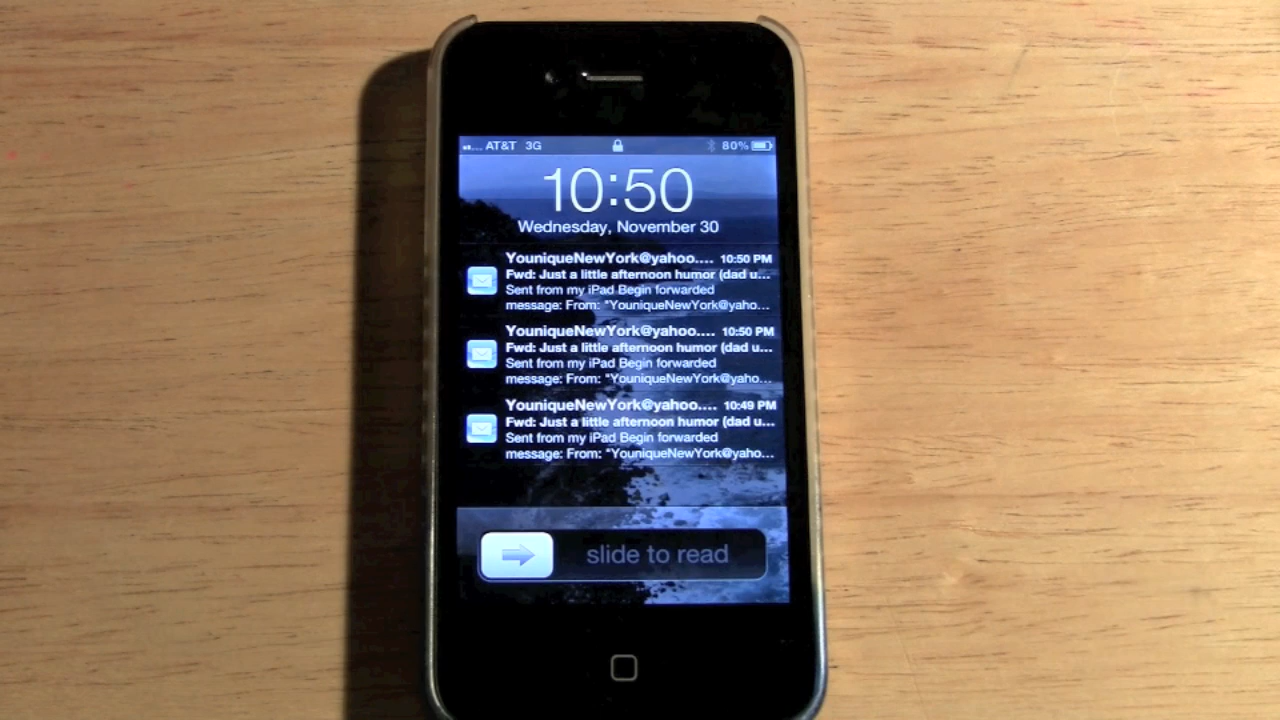 AT&T 3G 80%
10:50
Wednesday, November 30
YouniqueNewYork@yahoo.... 10:50 PM
Fwd: Just a little afternoon humor (dad u...
Sent from my iPad Begin forwarded
message: From: "YouniqueNewYork@yaho...
YouniqueNewYork@yahoo.... 10:50 PM
Fwd: Just a little afternoon humor (dad u...
Sent from my iPad Begin forwarded
message: From: "YouniqueNewYork@yaho...
YouniqueNewYork@yahoo.... 10:49 PM
Fwd: Just a little afternoon humor (dad u...
Sent from my iPad Begin forwarded
message: From: "YouniqueNewYork@yaho...
slide to read